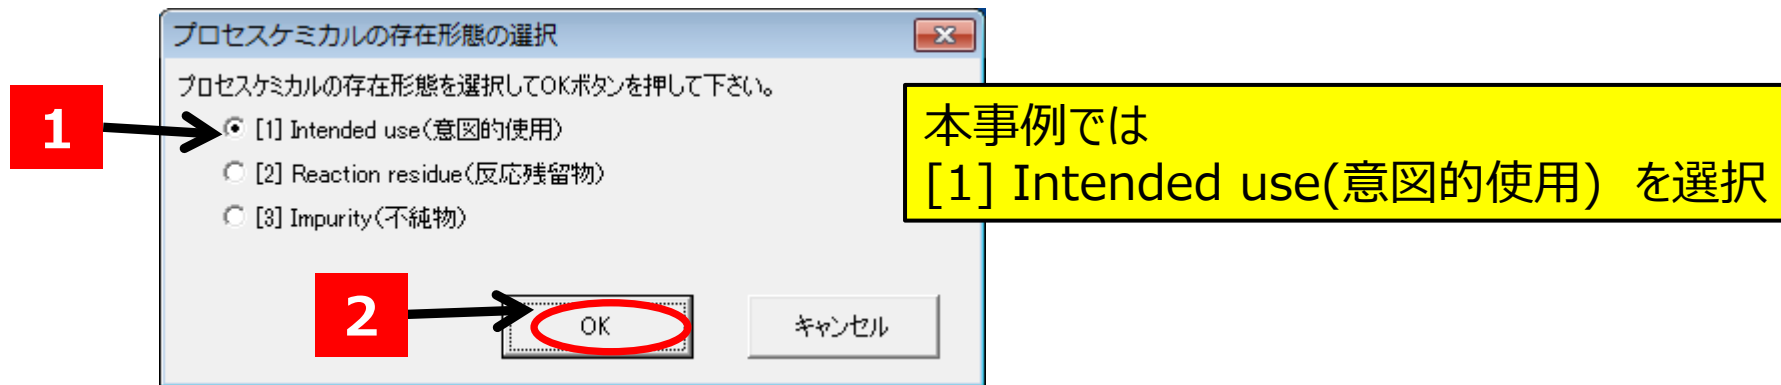 プロセスケミカルの存在形態の選択
プロセスケミカルの存在形態を選択してOKボタンを押して下さい。
1
[1] Intended use(意図的使用)
[2] Reaction residue(反応残留物)
[3] Impurity(不純物)
本事例では
[1] Intended use(意図的使用) を選択
2
OK
キャンセル